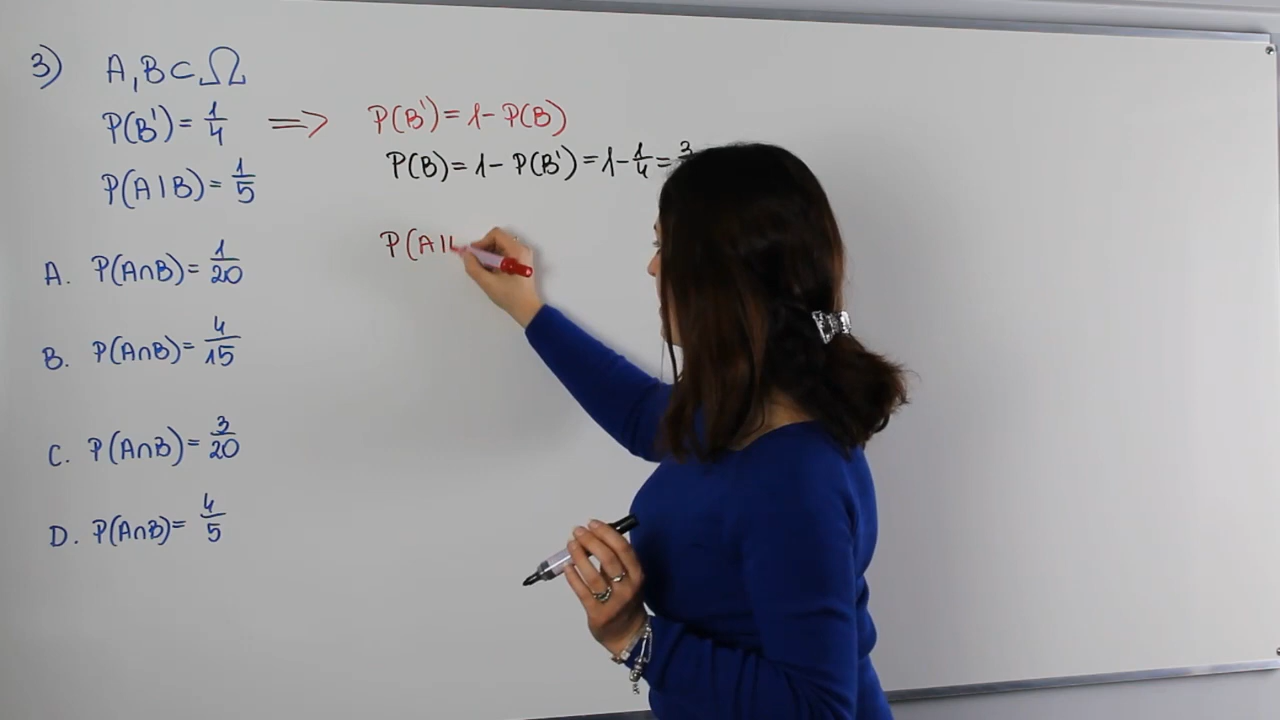 3) A, B ⊂ Ω
P(B') = 1/4 ⟹ P(B') = 1 - P(B)
P(B) = 1 - P(B') = 1 - 1/4 = 3
P(A|B) = 1/5
P(A|
A. P(A∩B) = 1/20
B. P(A∩B) = 4/15
C. P(A∩B) = 3/20
D. P(A∩B) = 4/5